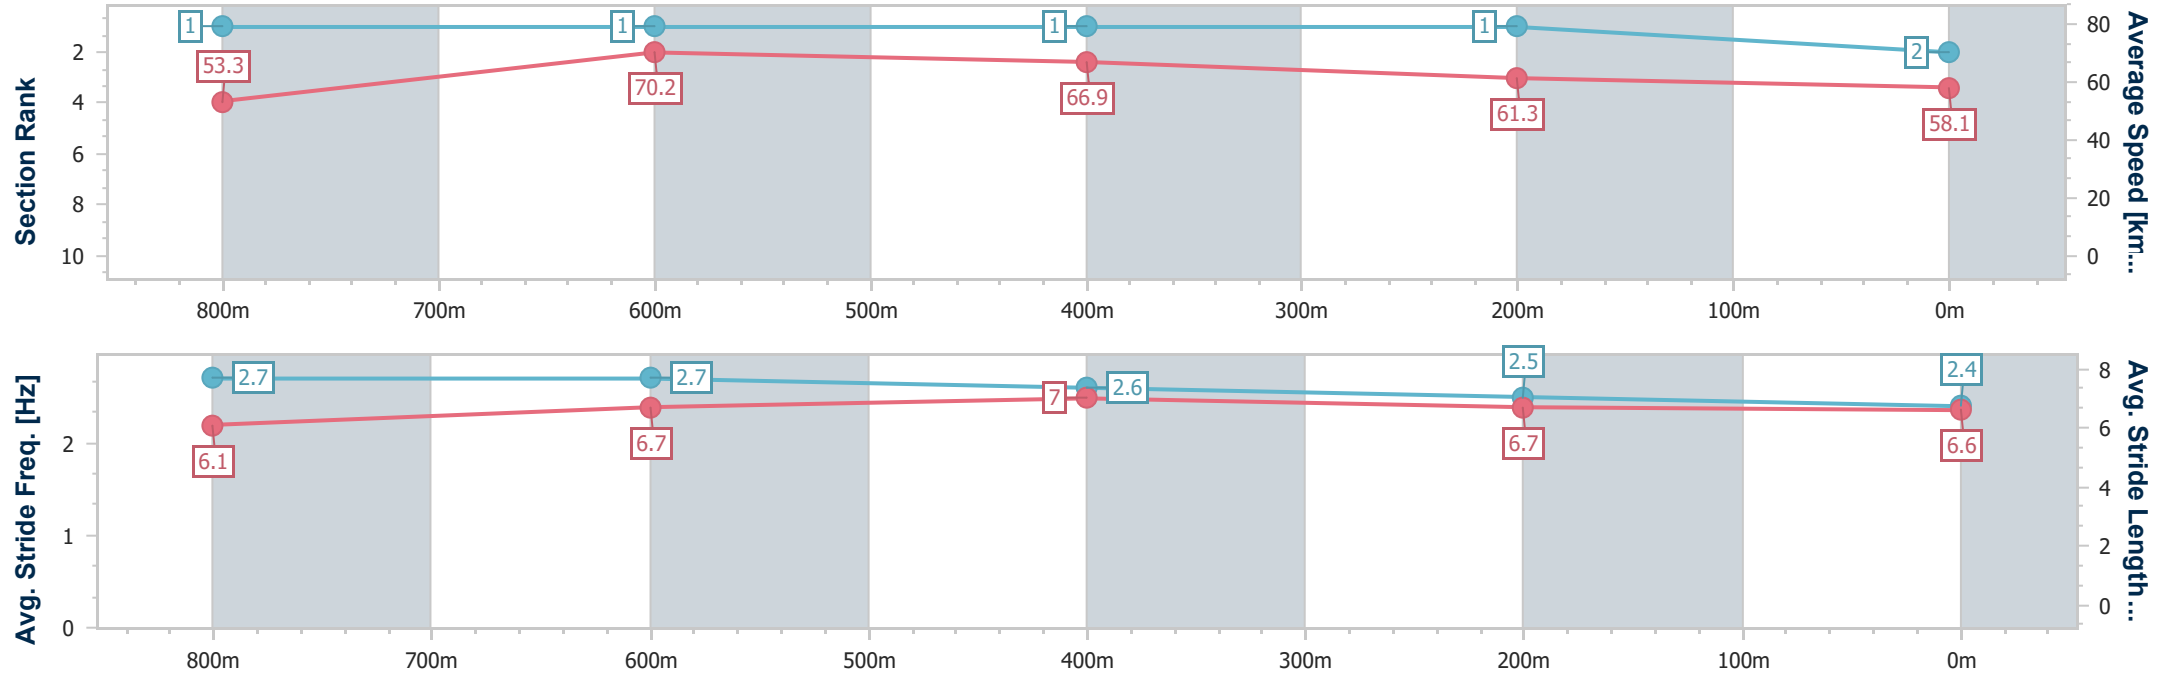 Section Rank
2
4
6
8
10
1
1
1
1
2
53.3
70.2
66.9
61.3
58.1
80
60
40
20
0
Average Speed [km...
800m
700m
600m
500m
400m
300m
200m
100m
0m
Avg. Stride Freq. [Hz]
2
1
0
2.7
2.7
2.6
2.5
2.4
6.1
6.7
7
6.7
6.6
8
6
4
2
0
Avg. Stride Length ...
800m
700m
600m
500m
400m
300m
200m
100m
0m